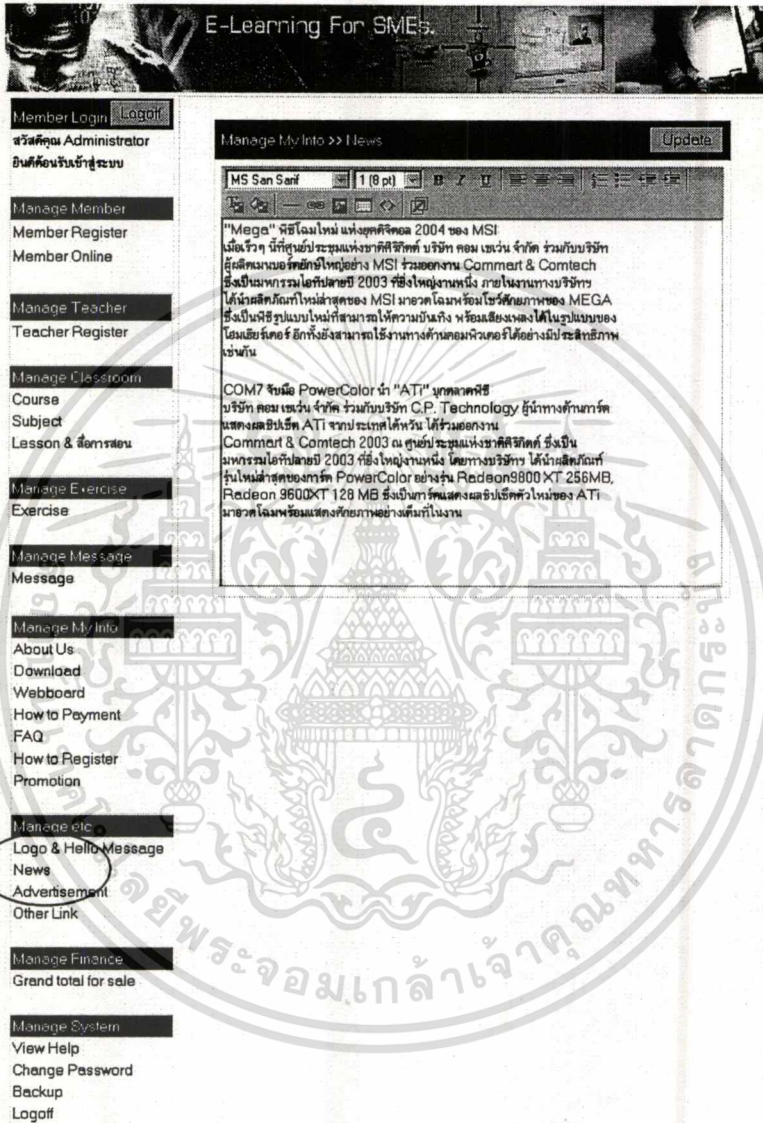 E-Learning For SMEs.
Member Login Logoff
สวัสดีคุณ Administrator
ยินดีต้อนรับเข้าสู่ระบบ
Manage Member
Member Register
Member Online
Manage Teacher
Teacher Register
Manage Classroom
Course
Subject
Lesson & สื่อการสอน
Manage Exercise
Exercise
Manage Message
Message
Manage My Info
About Us
Download
Webboard
How to Payment
FAQ
How to Register
Promotion
Manage etc
Logo & Hello Message
News
Advertisement
Other Link
Manage Finance
Grand total for sale
Manage System
View Help
Change Password
Backup
Logoff
Manage My Info >> News Update
MS San Sarif 1 (8 pt) B I U
"Mega" พีซีโฉมใหม่ แห่งยุคดิจิตอล 2004 ของ MSI
เมื่อเร็วๆ นี้ที่ศูนย์ประชุมแห่งชาติสิริกิตต์ บริษัท คอม เซเว่น จำกัด ร่วมกับบริษัท
ผู้ผลิตเมนบอร์ดยักษ์ใหญ่อย่าง MSI ร่วมออกงาน Commart & Comtech
ซึ่งเป็นมหกรรมไอทีปลายปี 2003 ที่ยิ่งใหญ่งานหนึ่ง ภายในงานทางบริษัทฯ
ได้นำผลิตภัณฑ์ใหม่ล่าสุดของ MSI มาอวดโฉมพร้อมโชว์ศักยภาพของ MEGA
ซึ่งเป็นพีซีรูปแบบใหม่ที่สามารถให้ความบันเทิง พร้อมเสียงเพลงได้ในรูปแบบของ
โฮมเธียร์เตอร์ อีกทั้งยังสามารถใช้งานทางด้านคอมพิวเตอร์ได้อย่างมีประสิทธิภาพ
เช่นกัน
COM7 จับมือ PowerColor นำ "ATi" บุกตลาดพีซี
บริษัท คอม เซเว่น จำกัด ร่วมกับบริษัท C.P. Technology ผู้นำทางด้านการ์ด
แสดงผลชิปเซ็ต ATi จากประเทศไต้หวัน ได้ร่วมออกงาน
Commart & Comtech 2003 ณ ศูนย์ประชุมแห่งชาติสิริกิตต์ ซึ่งเป็น
มหกรรมไอทีปลายปี 2003 ที่ยิ่งใหญ่งานหนึ่ง โดยทางบริษัทฯ ได้นำผลิตภัณฑ์
รุ่นใหม่ล่าสุดของการ์ด PowerColor อย่างรุ่น Radeon9800 XT 256MB,
Radeon 9600XT 128 MB ซึ่งเป็นการ์ดแสดงผลชิปเซ็ตตัวใหม่ของ ATi
มาอวดโฉมพร้อมแสดงศักยภาพอย่างเต็มที่ในงาน